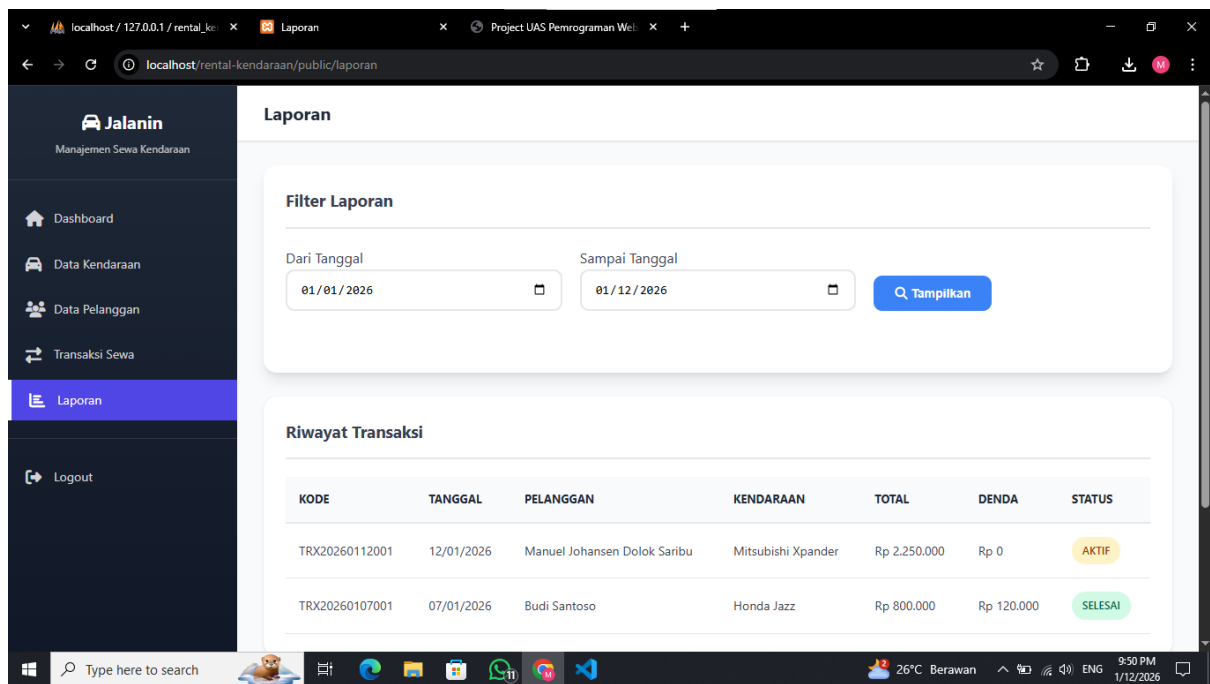 localhost / 127.0.0.1 / rental_ke
Laporan
Project UAS Pemrograman Web
localhost/rental-kendaraan/public/laporan
M
Jalanin
Manajemen Sewa Kendaraan
Dashboard
Data Kendaraan
Data Pelanggan
Transaksi Sewa
Laporan
Logout
Laporan
Filter Laporan
Dari Tanggal Sampai Tanggal
01/01/2026 01/12/2026 Tampilkan
Riwayat Transaksi
KODE TANGGAL PELANGGAN KENDARAAN TOTAL DENDA STATUS
TRX20260112001 12/01/2026 Manuel Johansen Dolok Saribu Mitsubishi Xpander Rp 2.250.000 Rp 0 AKTIF
TRX20260107001 07/01/2026 Budi Santoso Honda Jazz Rp 800.000 Rp 120.000 SELESAI
Type here to search 11 M 2 26°C Berawan ENG 9:50 PM
1/12/2026